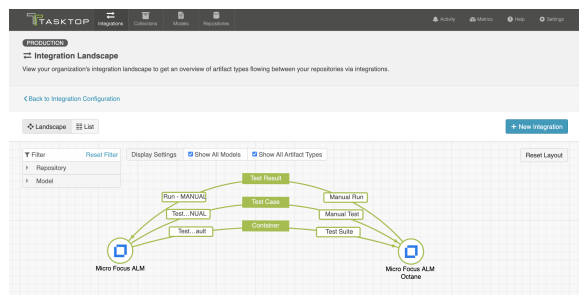 TASKTOP
Integrations
Collections
Models
Repositories
Activity
Metrics
Help
Settings
PRODUCTION
Integration Landscape
View your organization's integration landscape to get an overview of artifact types flowing between your repositories via integrations.
Back to Integration Configuration
Landscape
List
+ New Integration
Filter
Reset Filter
Display Settings
Show All Models
Show All Artifact Types
Reset Layout
Repository
Model
Test Result
Run - MANUAL
Manual Run
Test Case
Test...NUAL
Manual Test
Container
Test...ault
Test Suite
Micro Focus ALM
Micro Focus ALM
Octane